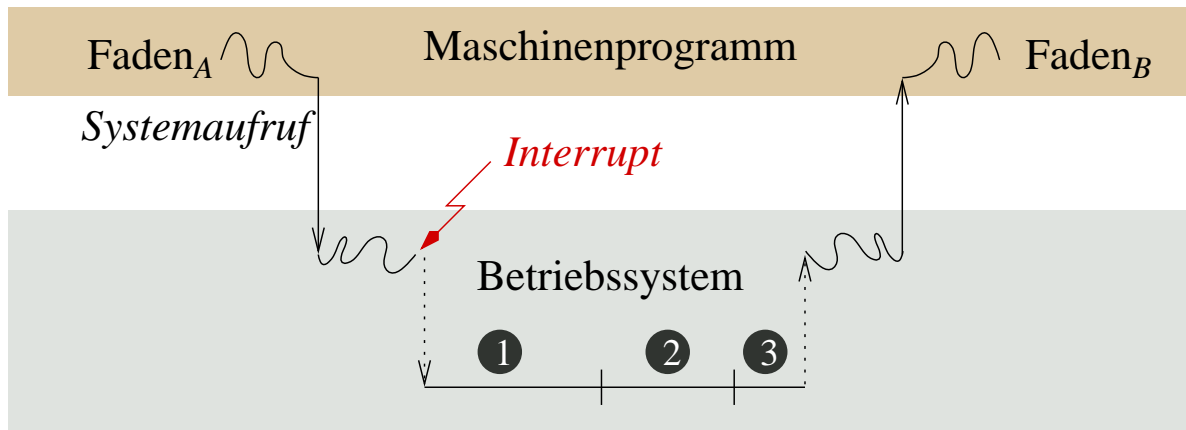 Faden_A
Maschinenprogramm
Faden_B
Systemaufruf
Interrupt
Betriebssystem
1 2 3